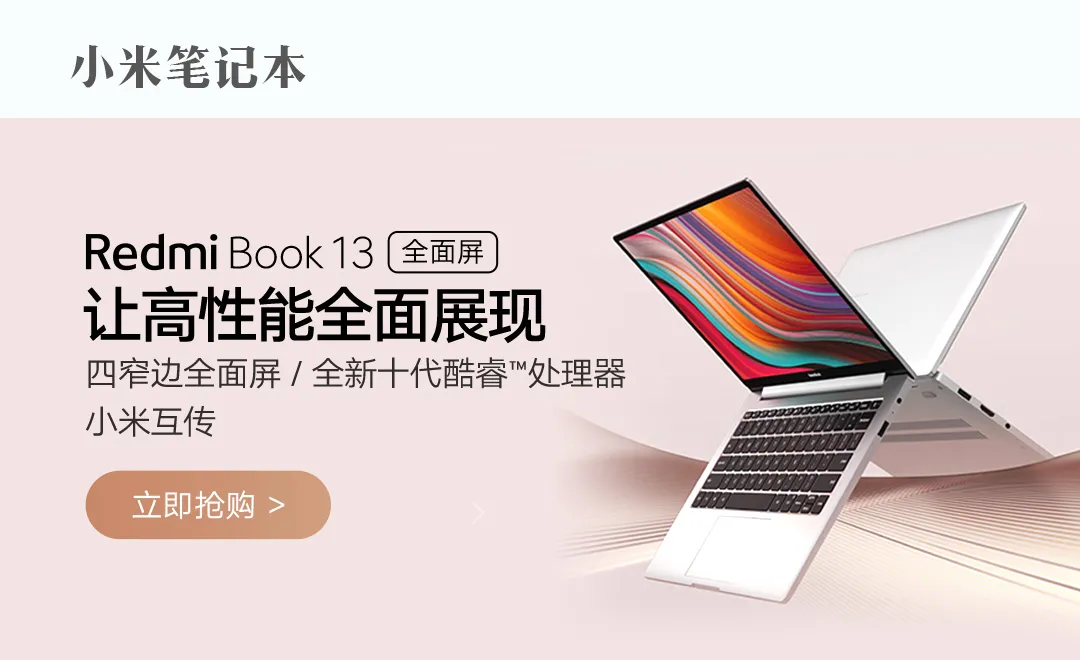 小米笔记本
Redmi Book 13 全面屏
让高性能全面展现
四窄边全面屏 / 全新十代酷睿™处理器
小米互传
立即抢购 >